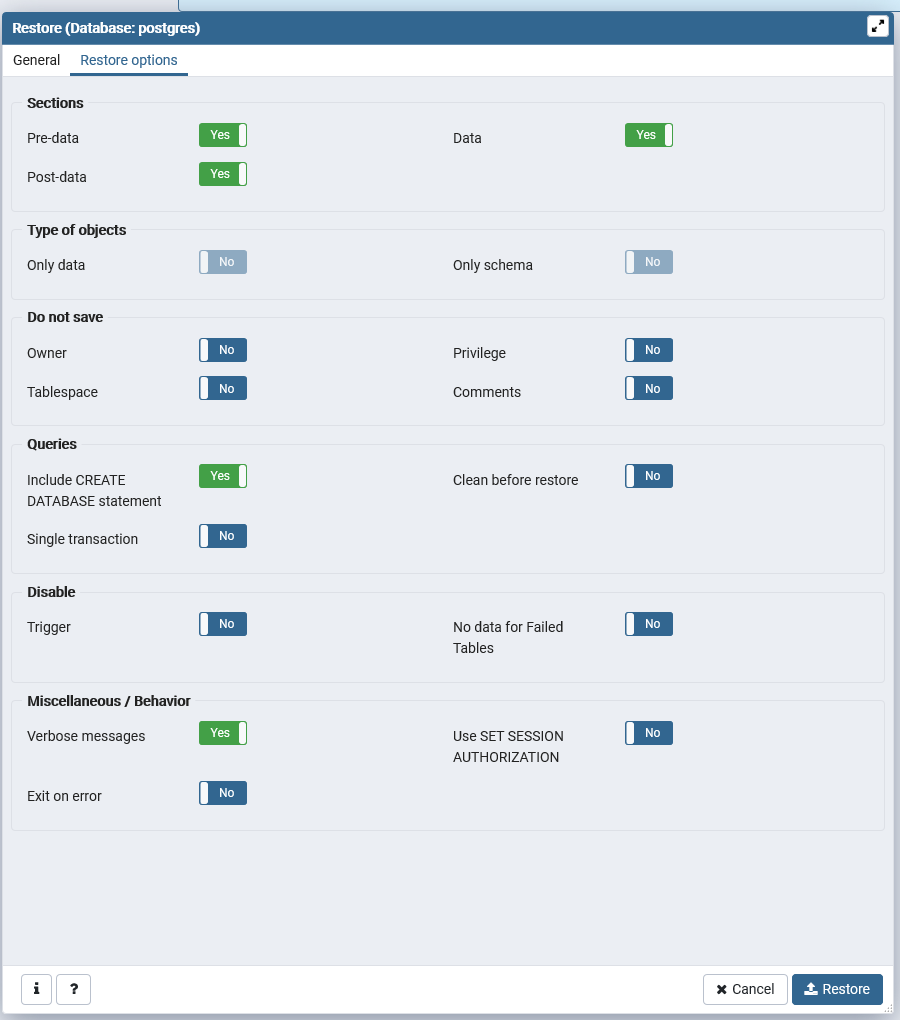 Restore (Database: postgres)
General Restore options
Sections
Pre-data Yes Data Yes
Post-data Yes
Type of objects
Only data No Only schema No
Do not save
Owner No Privilege No
Tablespace No Comments No
Queries
Include CREATE Yes Clean before restore No
DATABASE statement
Single transaction No
Disable
Trigger No No data for Failed No
Tables
Miscellaneous / Behavior
Verbose messages Yes Use SET SESSION No
AUTHORIZATION
Exit on error No
i ? Cancel Restore